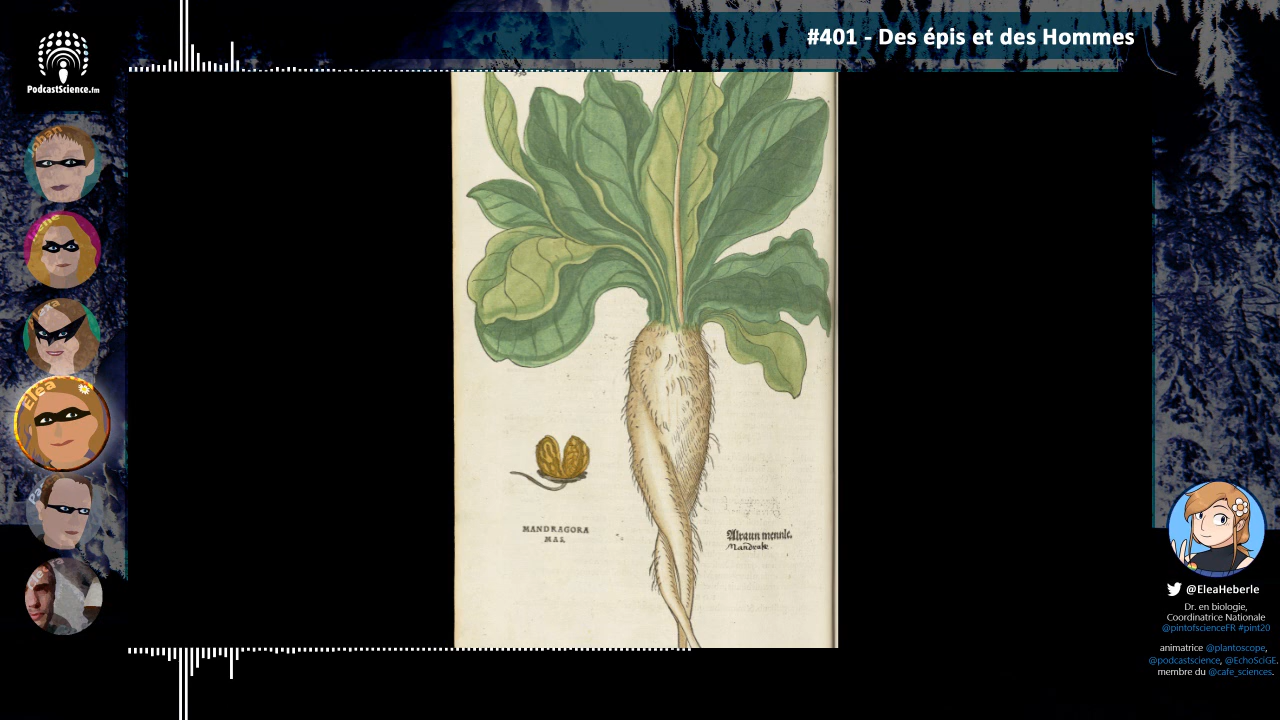 #401 - Des épis et des Hommes
PodcastScience.fm
Eléa
MANDRAGORA
MAS.
Alraun mennle.
Mandrake.
@EleaHeberle
Dr. en biologie,
Coordinatrice Nationale
@pintofscienceFR #pint20
animatrice @plantoscope,
@podcastscience, @EchoSciGE.
membre du @cafe_sciences.